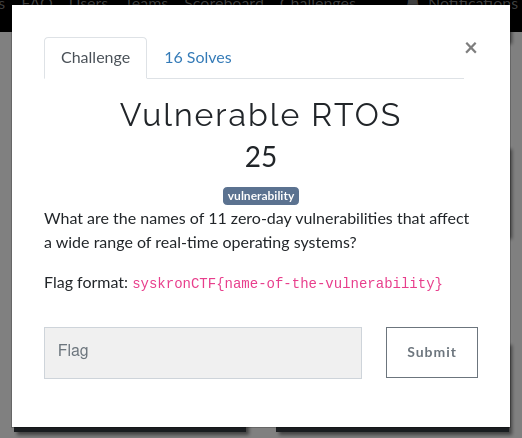 FAQ Users Teams Scoreboard Challenges Notifications
Challenge
16 Solves
×
Vulnerable RTOS
25
vulnerability
What are the names of 11 zero-day vulnerabilities that affect
a wide range of real-time operating systems?
Flag format: syskronCTF{name-of-the-vulnerability}
Flag
Submit